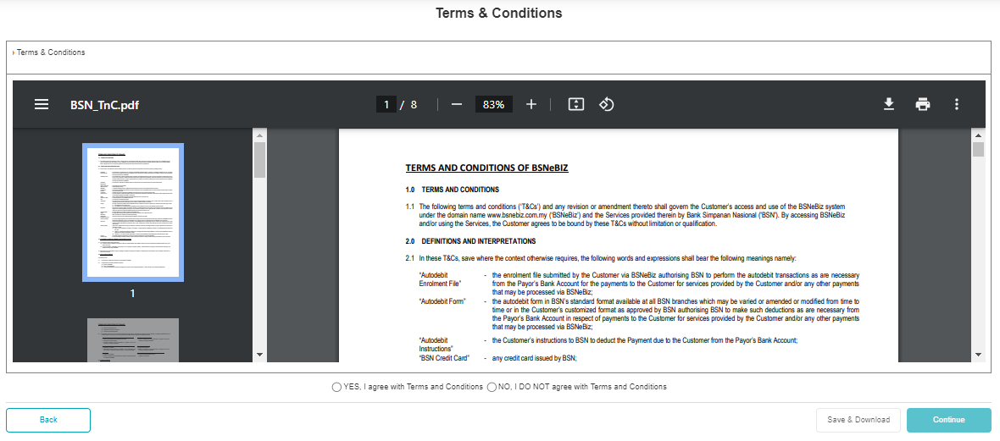 Terms & Conditions
Terms & Conditions
BSN_TnC.pdf
1 / 8
83%
1
TERMS AND CONDITIONS OF BSNeBIZ
1.0 TERMS AND CONDITIONS
1.1 The following terms and conditions ('T&Cs') and any revision or amendment thereto shall govern the Customer's access and use of the BSNeBiz system
under the domain name www.bsnebiz.com.my ('BSNeBiz') and the Services provided therein by Bank Simpanan Nasional ('BSN'). By accessing BSNeBiz
and/or using the Services, the Customer agrees to be bound by these T&Cs without limitation or qualification.
2.0 DEFINITIONS AND INTERPRETATIONS
2.1 In these T&Cs, save where the context otherwise requires, the following words and expressions shall bear the following meanings namely:
"Autodebit - the enrolment file submitted by the Customer via BSNeBiz authorising BSN to perform the autodebit transactions as are necessary
Enrolment File" from the Payor's Bank Account for the payments to the Customer for services provided by the Customer and/or any other payments
that may be processed via BSNeBiz;
"Autodebit Form" - the autodebit form in BSN's standard format available at all BSN branches which may be varied or amended or modified from time to
time or in the Customer's customized format as approved by BSN authorising BSN to make such deductions as are necessary from
the Payor's Bank Account in respect of payments to the Customer for services provided by the Customer and/or any other payments
that may be processed via BSNeBiz;
"Autodebit - the Customer's instructions to BSN to deduct the Payment due to the Customer from the Payor's Bank Account;
Instructions"
"BSN Credit Card" - any credit card issued by BSN;
YES, I agree with Terms and Conditions NO, I DO NOT agree with Terms and Conditions
Back
Save & Download
Continue